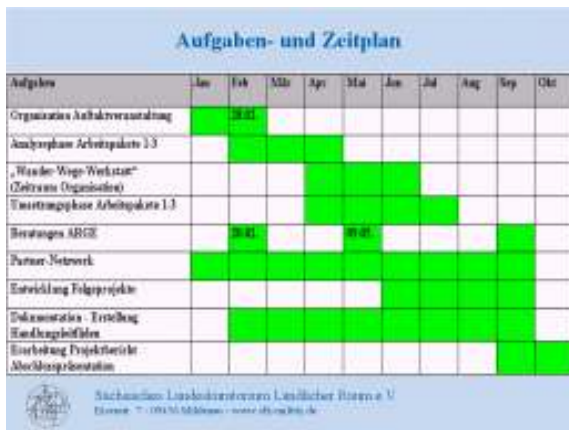 Aufgaben- und Zeitplan
Aufgaben Jan Feb Mär Apr Mai Jun Jul Aug Sep Okt
Organisation Auftaktveranstaltung 20.02.
Analysephase Arbeitspakete 1-3
„Wander-Wege-Werkstatt“
(Zeitraum Organisation)
Umsetzungsphase Arbeitspakete 1-3
Beratungen ARGE 20.02. 05.05.
Partner-Netzwerk
Entwicklung Folgeprojekte
Dokumentation - Erstellung
Handlungsleitfäden
Erarbeitung Projektbericht
Abschlusspräsentation
Sächsisches Landeskuratorium Ländlicher Raum e.V.